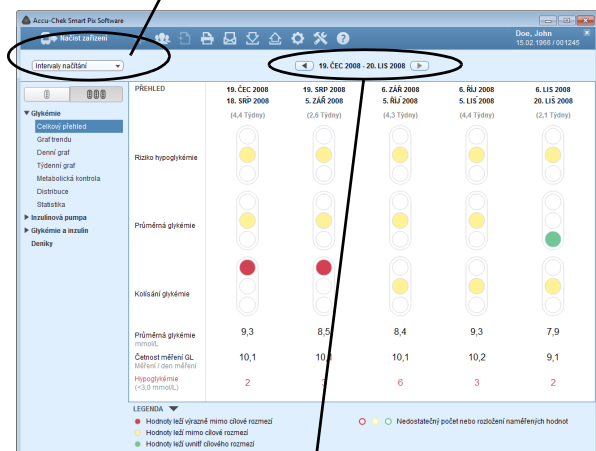 Accu-Chek Smart Pix Software
Načíst zařízení
Doe, John
15.02.1966 / 001245
Intervaly načítání
19. ČEC 2008 - 20. LIS 2008
Glykémie
Celkový přehled
Graf trendu
Denní graf
Týdenní graf
Metabolická kontrola
Distribuce
Statistika
Inzulinová pumpa
Glykémie a inzulin
Deníky
PŘEHLED
19. ČEC 2008 19. SRP 2008 6. ZÁŘ 2008 6. ŘÍJ 2008 6. LIS 2008
18. SRP 2008 5. ZÁŘ 2008 5. ŘÍJ 2008 5. LIS 2008 20. LIS 2008
(4,4 Týdny) (2,6 Týdny) (4,3 Týdny) (4,4 Týdny) (2,1 Týdny)
Riziko hypoglykémie
Průměrná glykémie
Kolísání glykémie
Průměrná glykémie 9,3 8,5 8,4 9,3 7,9
mmol/L
Četnost měření GL 10,1 10,1 10,2 9,1
Měření / den měření
Hypoglykémie 2 6 3 2
(<3,0 mmol/L)
LEGENDA
Hodnoty leží výrazně mimo cílové rozmezí Nedostatečný počet nebo rozložení naměřených hodnot
Hodnoty leží mimo cílové rozmezí
Hodnoty leží uvnitř cílového rozmezí